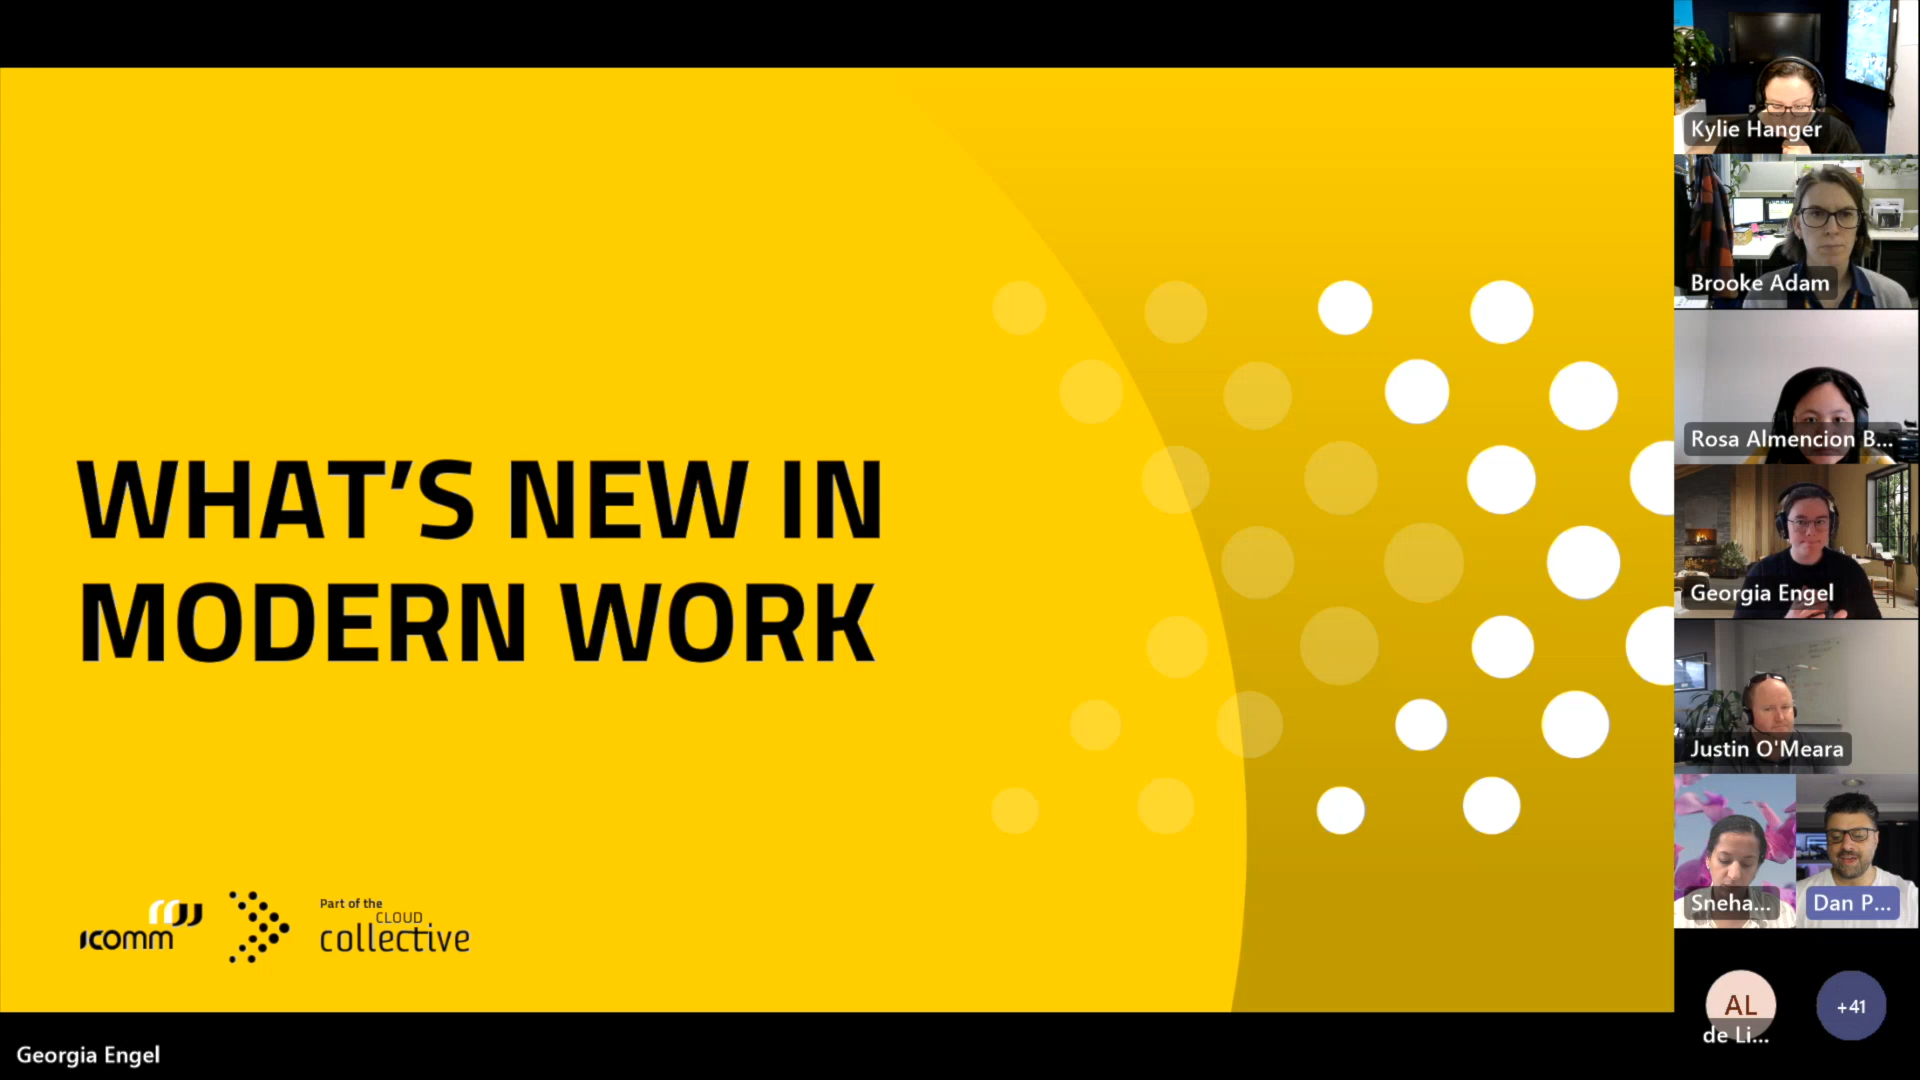 WHAT'S NEW IN
MODERN WORK
ICOMM
Part of the
CLOUD
collective
Georgia Engel
Kylie Hanger
Brooke Adam
Rosa Almencion B...
Georgia Engel
Justin O'Meara
Sneha...
Dan P...
AL
de Li...
+41